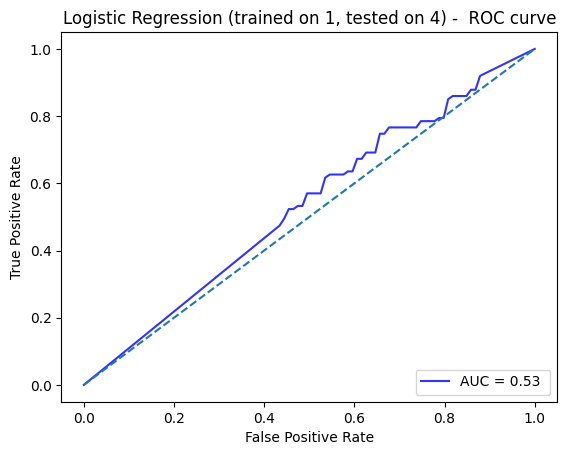 Logistic Regression (trained on 1, tested on 4) -  ROC curve
1.0
0.8
0.6
0.4
0.2
0.0
True Positive Rate
AUC = 0.53
0.0 0.2 0.4 0.6 0.8 1.0
False Positive Rate